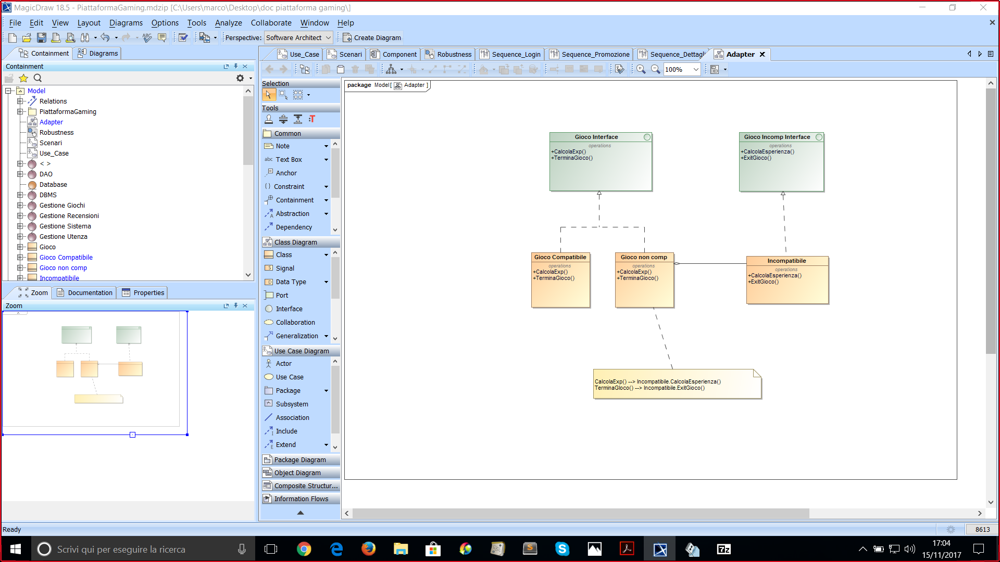 MagicDraw 18.5 - PiattaformaGaming.mdzip [C:\Users\marco\Desktop\doc piattaforma gaming\]
File Edit View Layout Diagrams Options Tools Analyze Collaborate Window Help
Perspective: Software Architect Create Diagram
Containment Diagrams
Containment
Model
Relations
PiattaformaGaming
Adapter
Robustness
Scenari
Use_Case
< >
DAO
Database
DBMS
Gestione Giochi
Gestione Recensioni
Gestione Sistema
Gestione Utenza
Gioco
Gioco Compatibile
Gioco non comp
Incompatibile
Zoom Documentation Properties
Zoom
Use_Case Scenari Component Robustness Sequence_Login Sequence_Promozione Sequence_Dettagli Adapter
100%
Selection
Tools
Common
Note
abc Text Box
Anchor
{} Constraint
Containment
Abstraction
Dependency
Class Diagram
Class
Signal
Data Type
Port
Interface
Collaboration
Generalization
Use Case Diagram
Actor
Use Case
Package
Subsystem
Association
Include
Extend
Package Diagram
Object Diagram
Composite Structur...
Information Flows
package Model [ Adapter ]
Gioco Interface
operations
+CalcolaExp()
+TerminaGioco()
Gioco Incomp Interface
operations
+CalcolaEsperienza()
+ExitGioco()
Gioco Compatibile
operations
+CalcolaExp()
+TerminaGioco()
Gioco non comp
operations
+CalcolaExp()
+TerminaGioco()
Incompatibile
operations
+CalcolaEsperienza()
+ExitGioco()
CalcolaExp() --> Incompatibile.CalcolaEsperienza()
TerminaGIoco() --> Incompatibile.ExitGioco()
Ready
8613
Scrivi qui per eseguire la ricerca
7z
17:04
15/11/2017